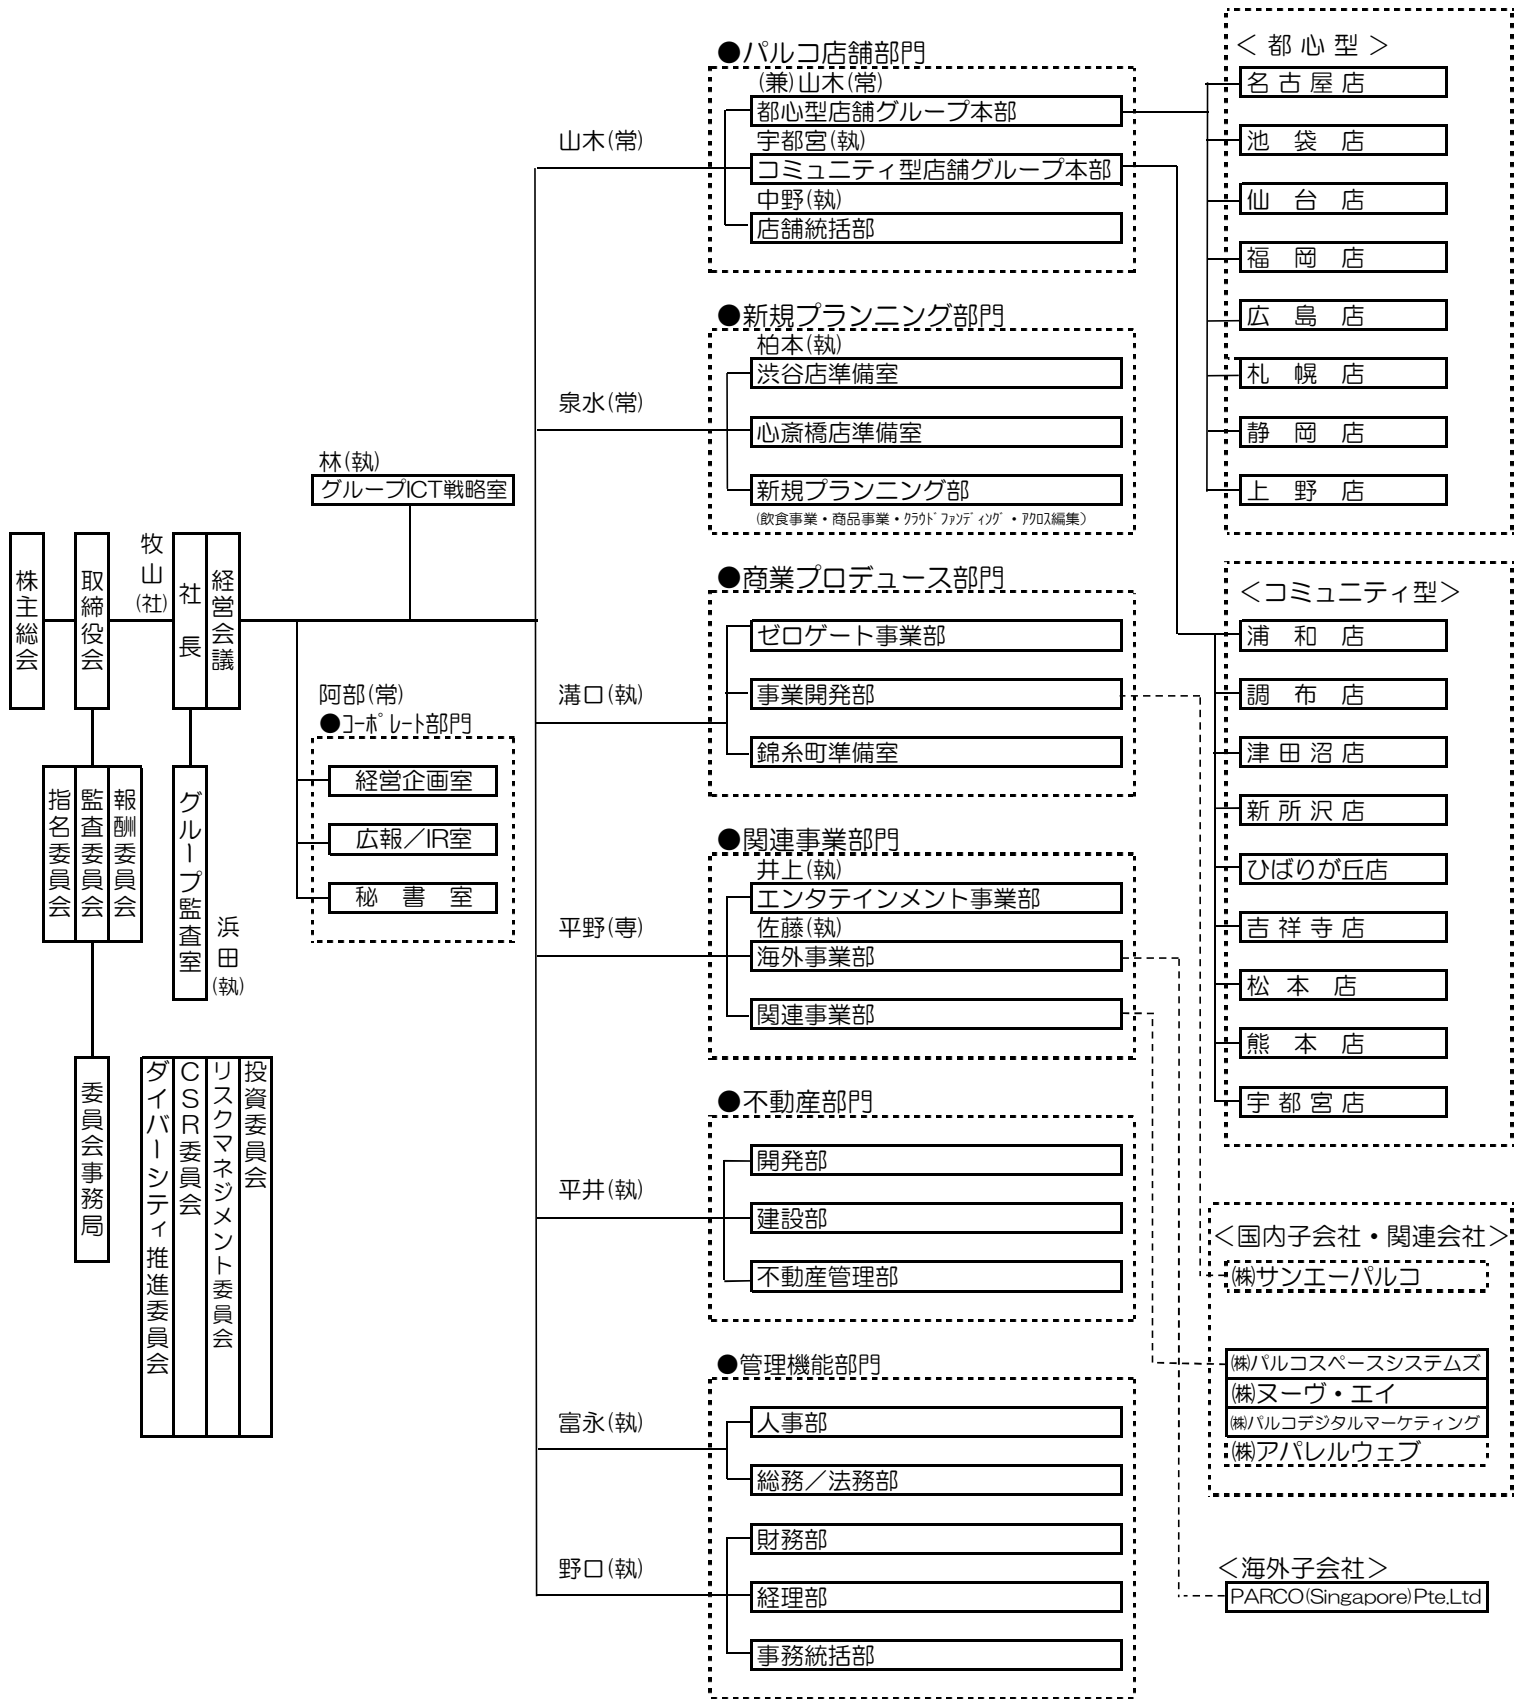 株主総会
取締役会
牧山(社)
社長
経営会議
指名委員会
監査委員会
報酬委員会
グループ監査室
浜田(執)
委員会事務局
ダイバーシティ推進委員会
CSR委員会
リスクマネジメント委員会
投資委員会
林(執)
グループICT戦略室
阿部(常)
●ｺｰﾎﾟﾚｰﾄ部門
経営企画室
広報／IR室
秘　書　室
山木(常)
●パルコ店舗部門
(兼)山木(常)
都心型店舗グループ本部
宇都宮(執)
コミュニティ型店舗グループ本部
中野(執)
店舗統括部
泉水(常)
●新規プランニング部門
柏本(執)
渋谷店準備室
心斎橋店準備室
新規プランニング部
(飲食事業・商品事業・ｸﾗｳﾄﾞﾌｧﾝﾃﾞｨﾝｸﾞ・ｱｸﾛｽ編集)
溝口(執)
●商業プロデュース部門
ゼロゲート事業部
事業開発部
錦糸町準備室
平野(専)
●関連事業部門
井上(執)
エンタテインメント事業部
佐藤(執)
海外事業部
関連事業部
平井(執)
●不動産部門
開発部
建設部
不動産管理部
●管理機能部門
富永(執)
人事部
総務／法務部
野口(執)
財務部
経理部
事務統括部
＜ 都 心 型 ＞
名 古 屋 店
池　袋　店
仙　台　店
福　岡　店
広　島　店
札　幌　店
静　岡　店
上　野　店
＜コミュニティ型＞
浦　和　店
調　布　店
津 田 沼 店
新 所 沢 店
ひばりが丘店
吉 祥 寺 店
松　本　店
熊　本　店
宇 都 宮 店
＜国内子会社・関連会社＞
㈱サンエーパルコ
㈱パルコスペースシステムズ
㈱ヌーヴ・エイ
㈱パルコデジタルマーケティング
㈱アパレルウェブ
＜海外子会社＞
PARCO(Singapore)Pte.Ltd